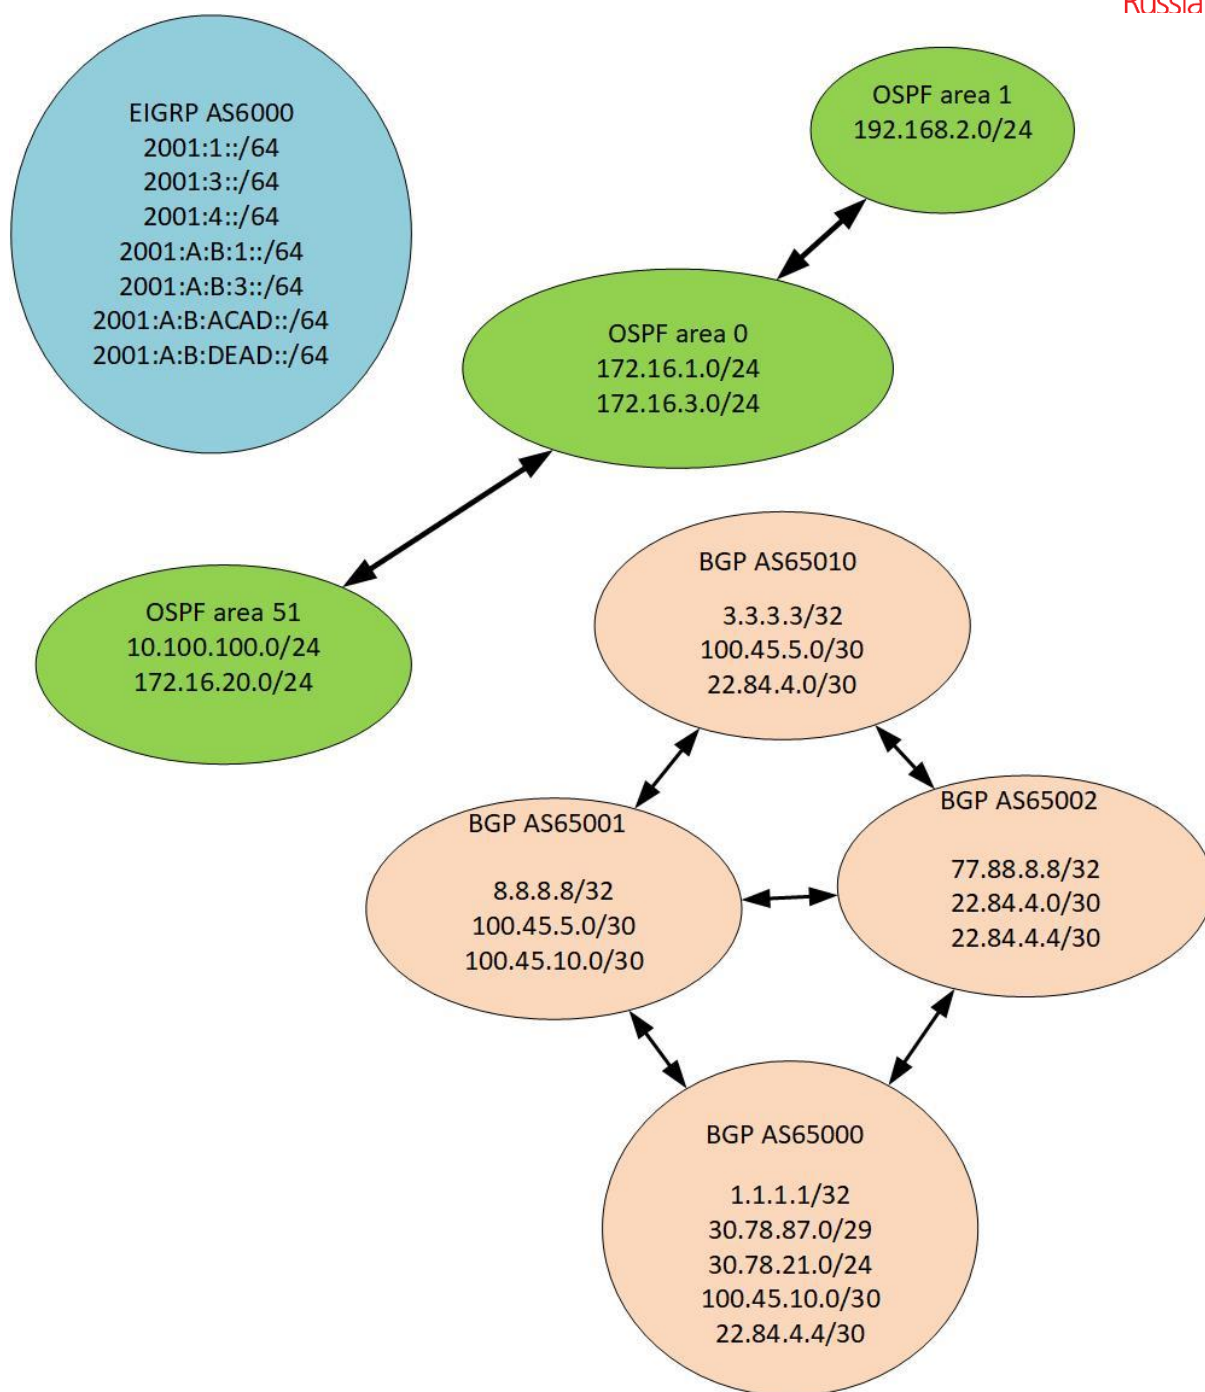 Russia
EIGRP AS6000
2001:1::/64
2001:3::/64
2001:4::/64
2001:A:B:1::/64
2001:A:B:3::/64
2001:A:B:ACAD::/64
2001:A:B:DEAD::/64
OSPF area 1
192.168.2.0/24
OSPF area 0
172.16.1.0/24
172.16.3.0/24
OSPF area 51
10.100.100.0/24
172.16.20.0/24
BGP AS65010
3.3.3.3/32
100.45.5.0/30
22.84.4.0/30
BGP AS65001
8.8.8.8/32
100.45.5.0/30
100.45.10.0/30
BGP AS65002
77.88.8.8/32
22.84.4.0/30
22.84.4.4/30
BGP AS65000
1.1.1.1/32
30.78.87.0/29
30.78.21.0/24
100.45.10.0/30
22.84.4.4/30